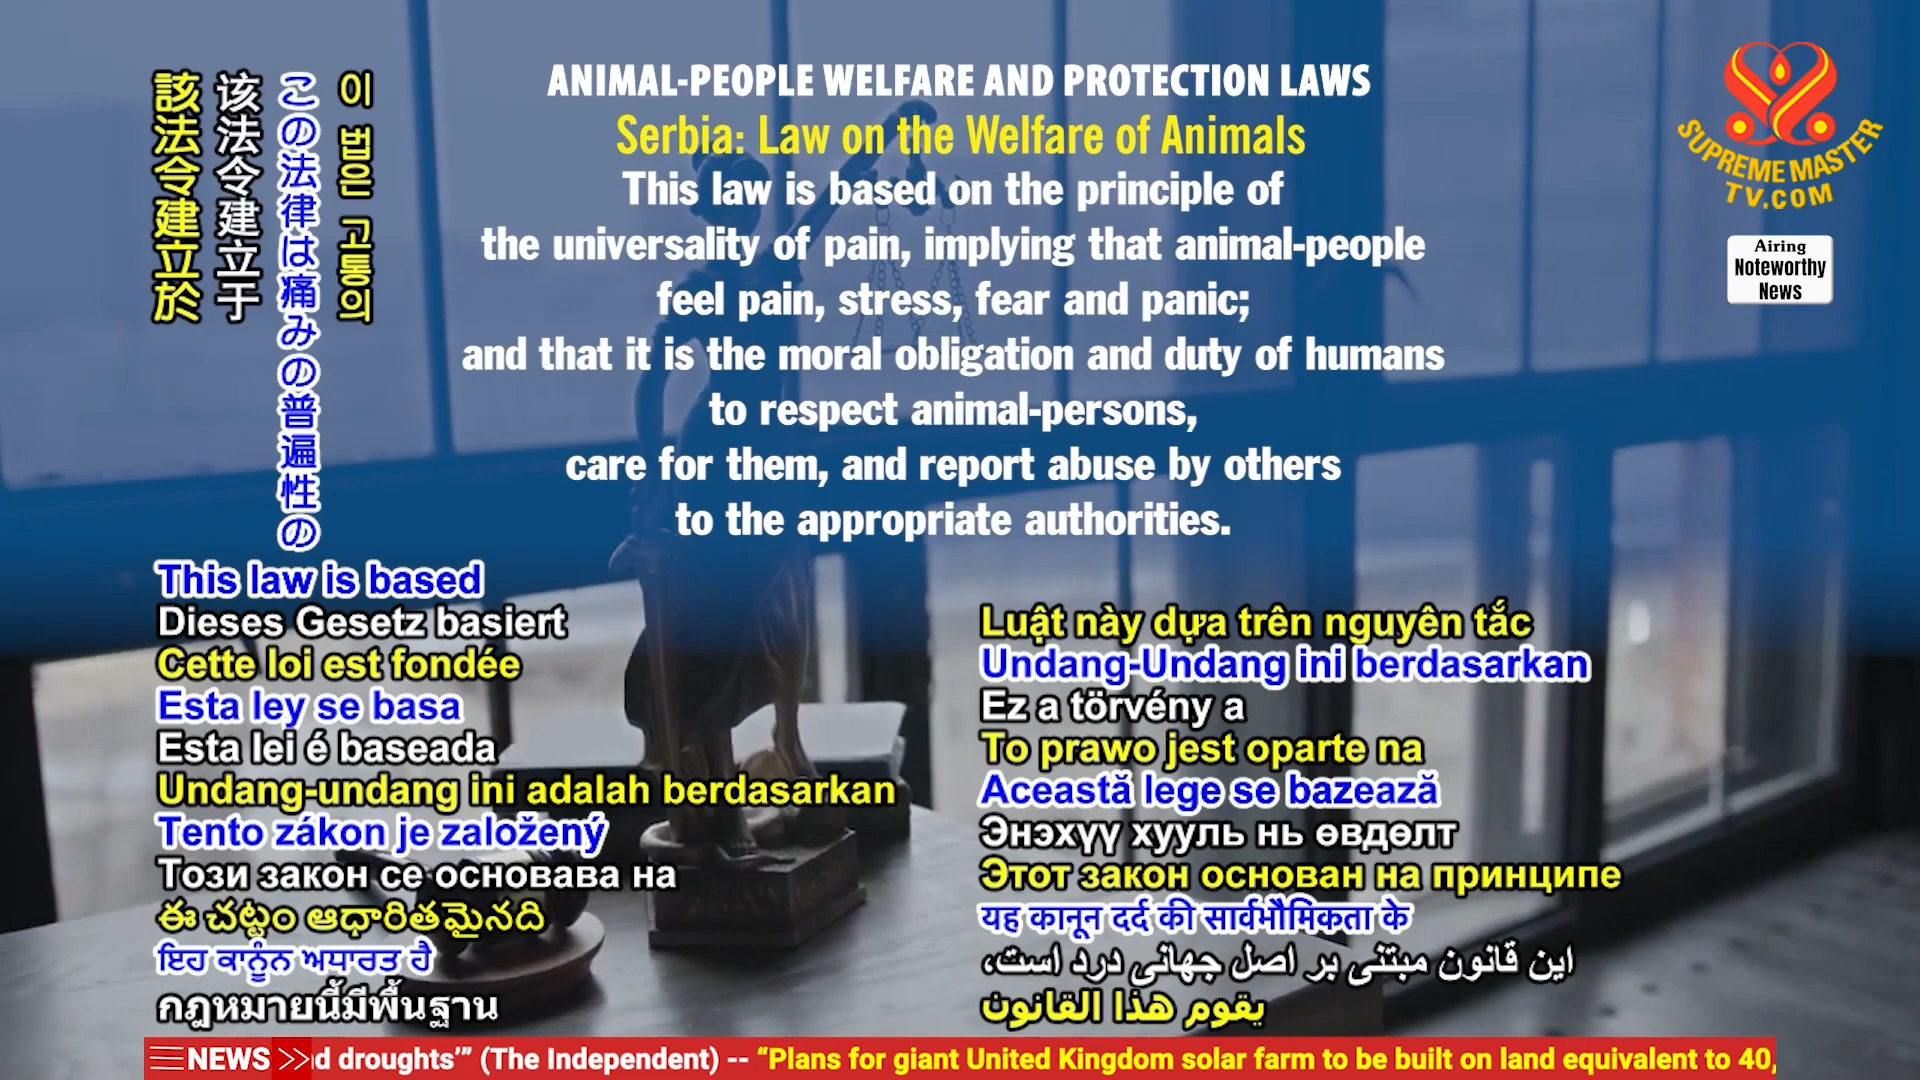 ANIMAL-PEOPLE WELFARE AND PROTECTION LAWS
Serbia: Law on the Welfare of Animals
This law is based on the principle of
the universality of pain, implying that animal-people
feel pain, stress, fear and panic;
and that it is the moral obligation and duty of humans
to respect animal-persons,
care for them, and report abuse by others
to the appropriate authorities.
SUPREME MASTER
TV.COM
Airing
Noteworthy
News
이 법은 고통의
この法律は痛みの普遍性の
该法令建立于
該法令建立於
This law is based
Dieses Gesetz basiert
Cette loi est fondée
Esta ley se basa
Esta lei é baseada
Undang-undang ini adalah berdasarkan
Tento zákon je založený
Този закон се основава на
ఈ చట్టం ఆధారితమైనది
ਇਹ ਕਾਨੂੰਨ ਅਧਾਰਤ ਹੈ
กฎหมายนี้มีพื้นฐาน
Luật này dựa trên nguyên tắc
Undang-Undang ini berdasarkan
Ez a törvény a
To prawo jest oparte na
Această lege se bazează
Энэхүү хууль нь өвдөлт
Этот закон основан на принципе
यह कानून दर्द की सार्वभौमिकता के
این قانون مبتنی بر اصل جهانی درد است،
يقوم هذا القانون
NEWS >> d droughts’” (The Independent) -- “Plans for giant United Kingdom solar farm to be built on land equivalent to 40,